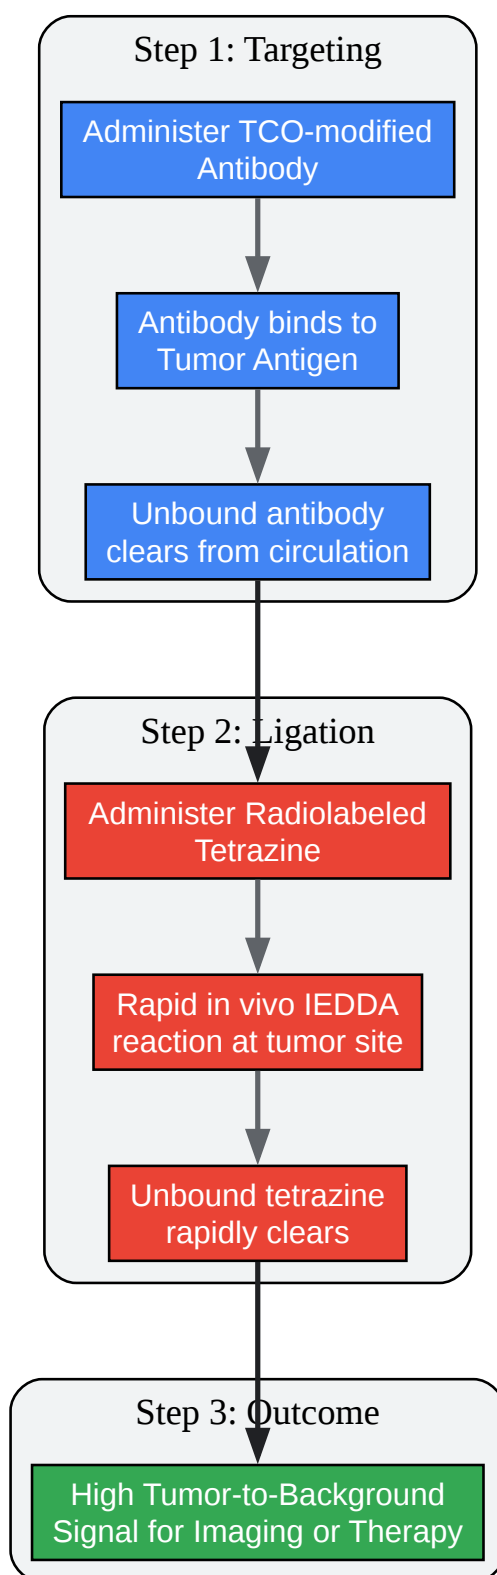 Step 1: Targeting
Administer TCO-modified
Antibody
Antibody binds to
Tumor Antigen
Unbound antibody
clears from circulation
Step 2: Ligation
Administer Radiolabeled
Tetrazine
Rapid in vivo IEDDA
reaction at tumor site
Unbound tetrazine
rapidly clears
Step 3: Outcome
High Tumor-to-Background
Signal for Imaging or Therapy